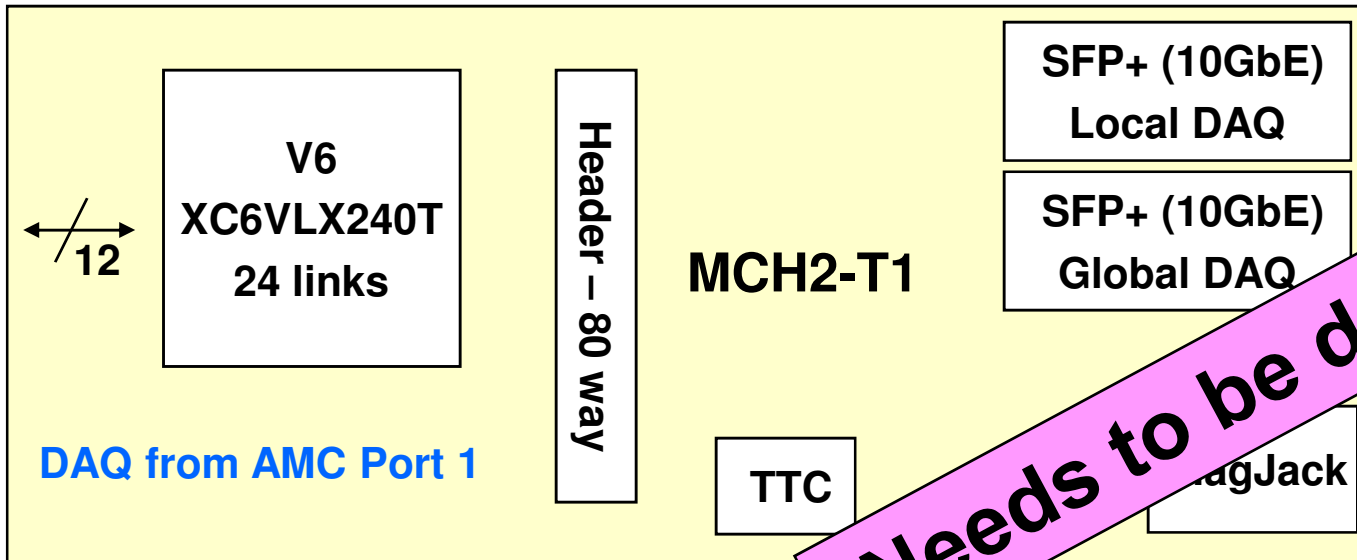 V6
XC6VLX240T
24 links
12
DAQ from AMC Port 1
Header – 80 way
MCH2-T1
SFP+ (10GbE)
Local DAQ
SFP+ (10GbE)
Global DAQ
TTC
Needs to be